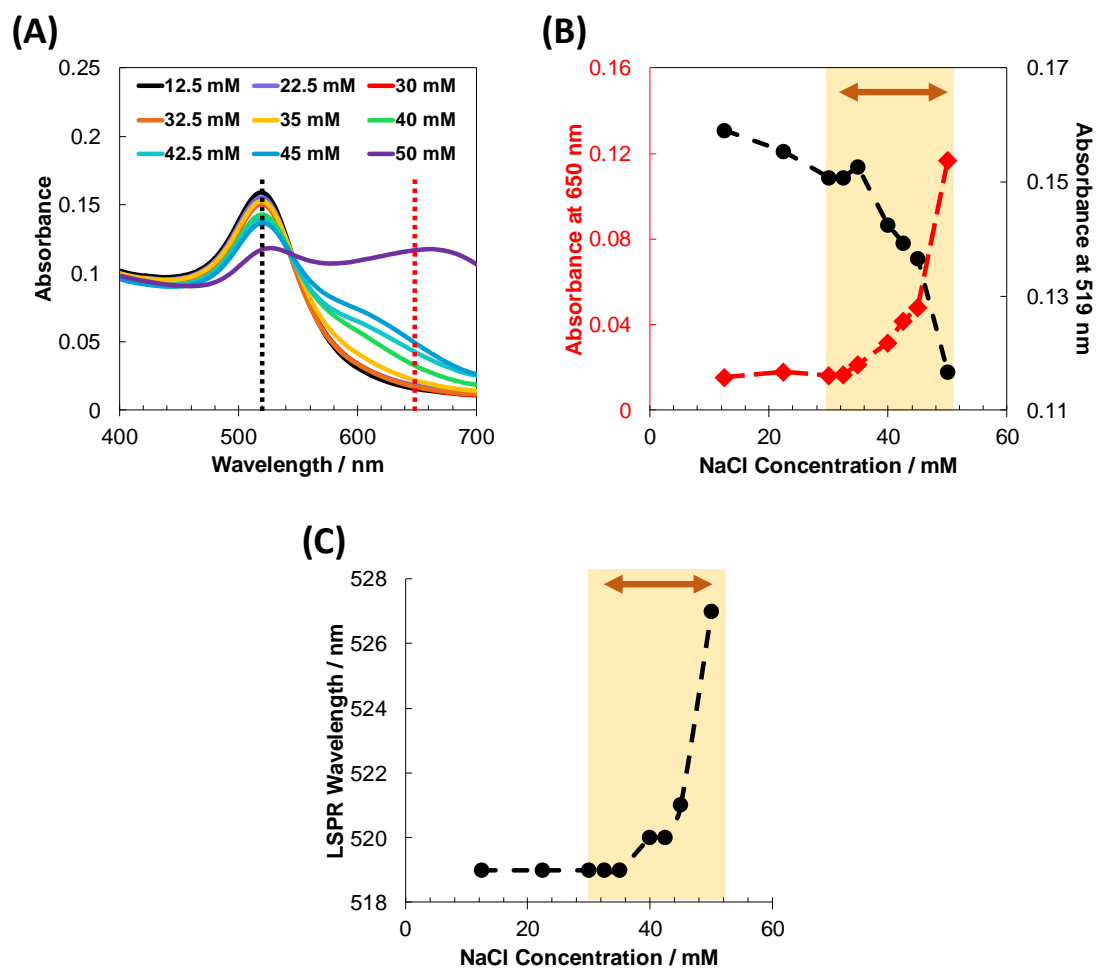 (A)
0.25
0.2
0.15
0.1
0.05
0
Absorbance
12.5 mM 22.5 mM 30 mM
32.5 mM 35 mM 40 mM
42.5 mM 45 mM 50 mM
400 500 600 700
Wavelength / nm
(B)
0.16
0.12
0.08
0.04
0
Absorbance at 650 nm
0.17
0.15
0.13
0.11
Absorbance at 519 nm
0 20 40 60
NaCl Concentration / mM
(C)
528
526
524
522
520
518
LSPR Wavelength / nm
0 20 40 60
NaCl Concentration / mM